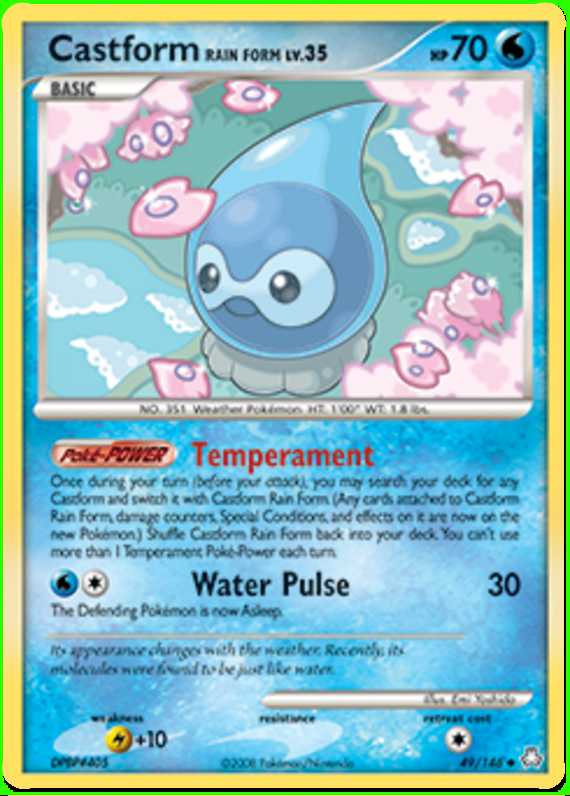 Castform RAIN FORM LV.35 HP 70
BASIC
NO. 351 Weather Pokémon HT: 1'00" WT: 1.8 lbs.
Poké-POWER Temperament
Once during your turn (before your attack), you may search your deck for any
Castform and switch it with Castform Rain Form. (Any cards attached to Castform
Rain Form, damage counters, Special Conditions, and effects on it are now on the
new Pokémon.) Shuffle Castform Rain Form back into your deck. You can't use
more than 1 Temperament Poké-Power each turn.
Water Pulse 30
The Defending Pokémon is now Asleep.
Its appearance changes with the weather. Recently, its
molecules were found to be just like water.
Illus. Emi Yoshida
weakness resistance retreat cost
+10
DPBP#405 ©2008 Pokémon/Nintendo 49/146